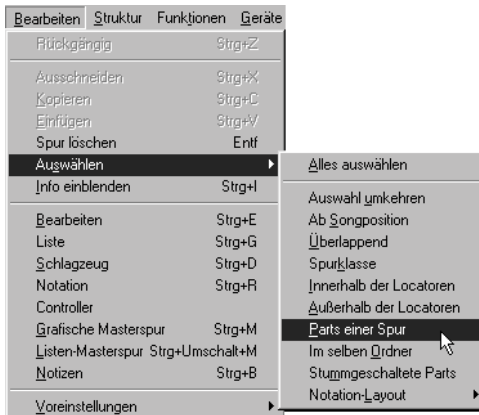 Bearbeiten Struktur Funktionen Geräte
Rückgängig Strg+Z
Ausschneiden Strg+X
Kopieren Strg+C
Einfügen Strg+V
Spur löschen Entf
Auswählen
Info einblenden Strg+I
Bearbeiten Strg+E
Liste Strg+G
Schlagzeug Strg+D
Notation Strg+R
Controller
Grafische Masterspur Strg+M
Listen-Masterspur Strg+Umschalt+M
Notizen Strg+B
Voreinstellungen
Alles auswählen
Auswahl umkehren
Ab Songposition
Überlappend
Spurklasse
Innerhalb der Locatoren
Außerhalb der Locatoren
Parts einer Spur
Im selben Ordner
Stummgeschaltete Parts
Notation-Layout